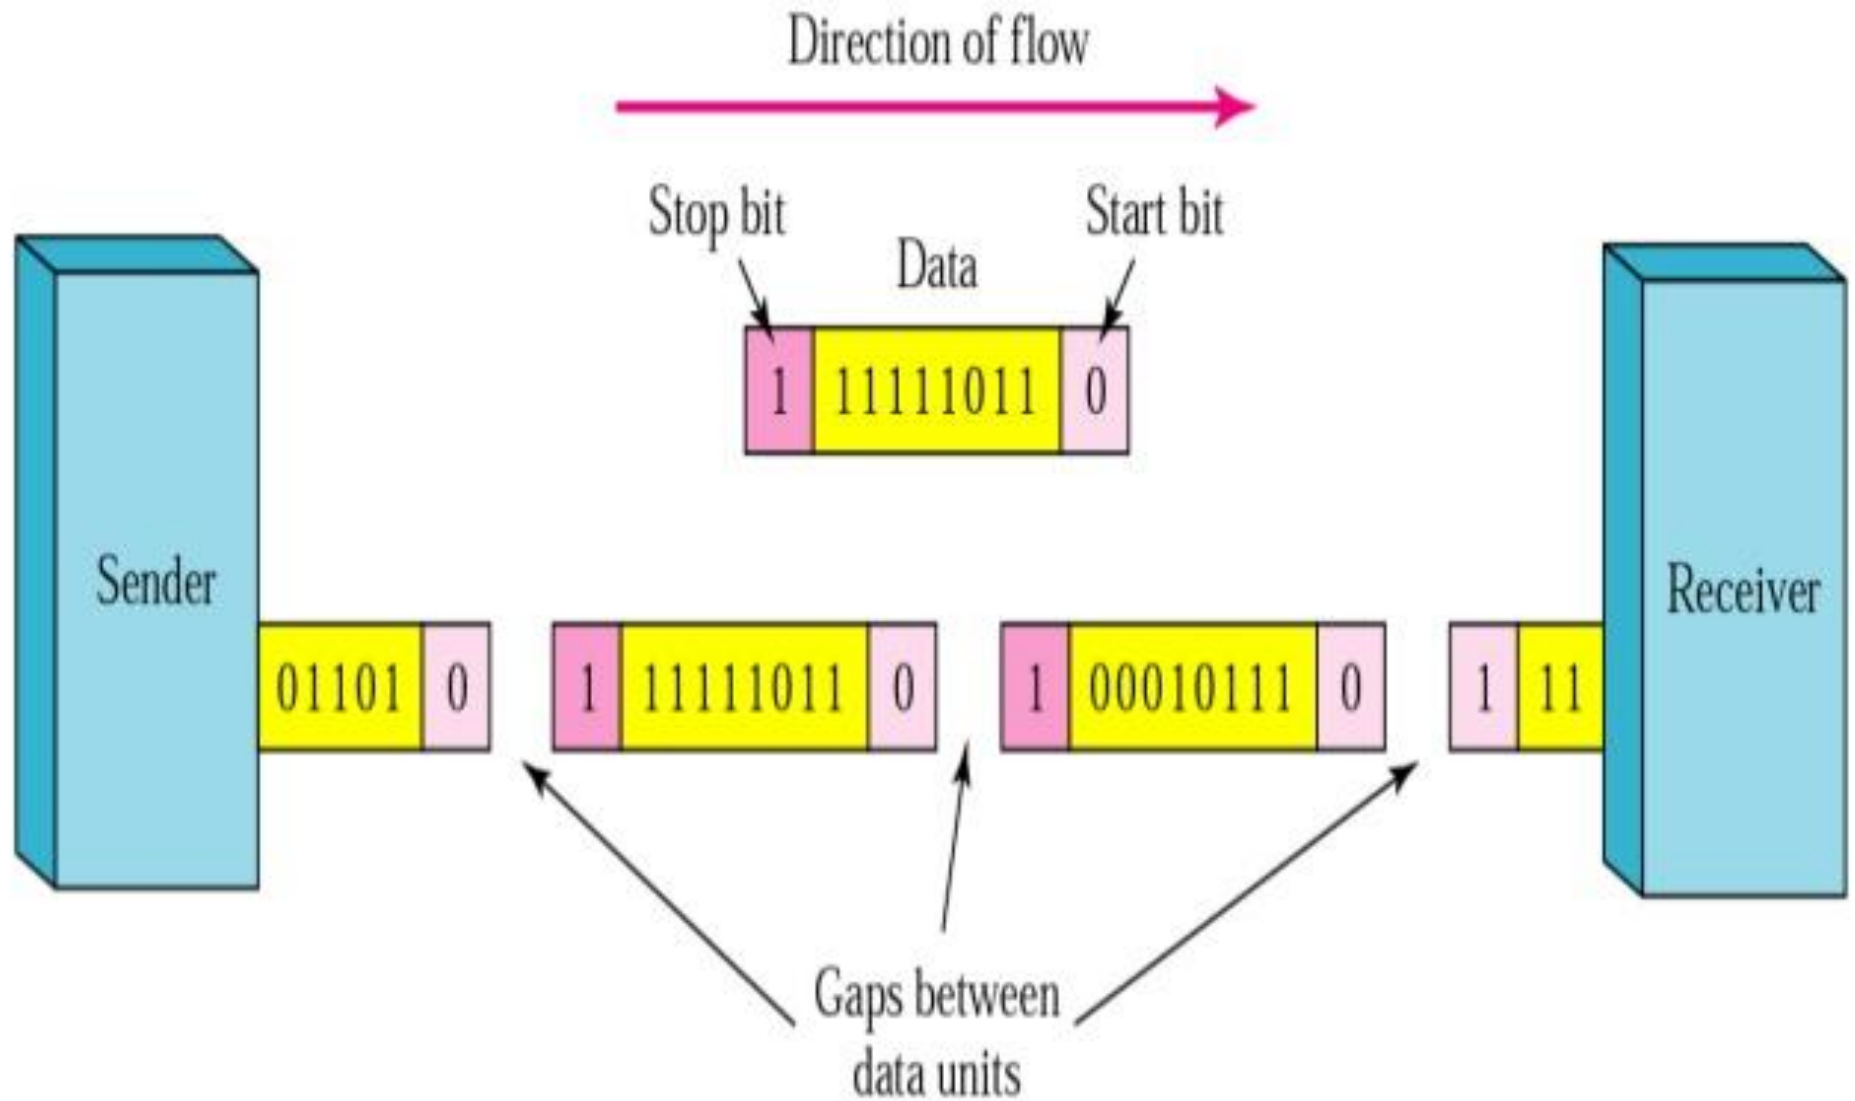 Direction of flow
Stop bit
Start bit
Data
1 11111011 0
Sender
Receiver
01101 0 1 11111011 0 1 00010111 0 1 11
Gaps between
data units